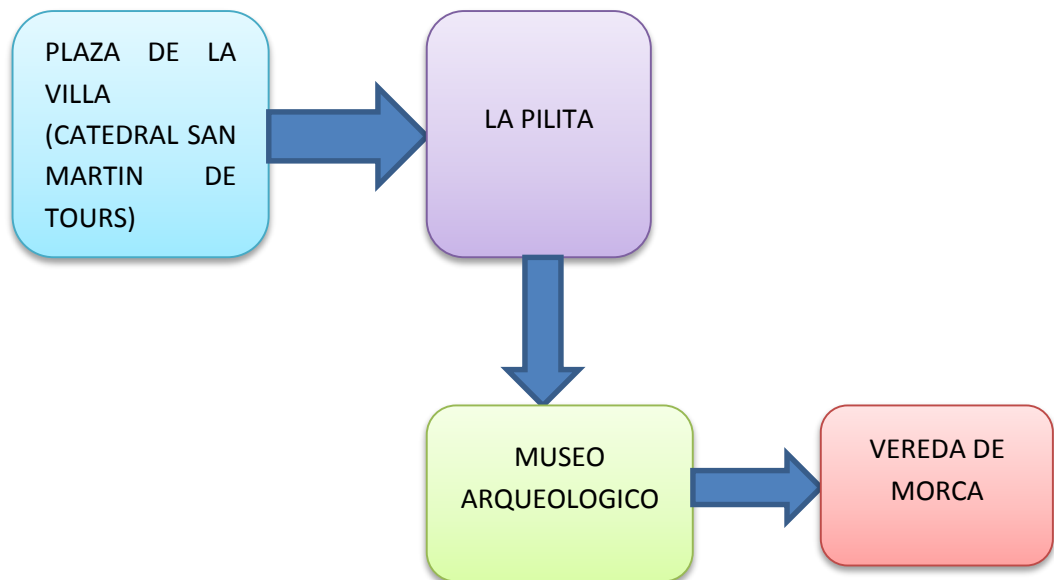 PLAZA DE LA
VILLA
(CATEDRAL SAN
MARTIN DE
TOURS)
LA PILITA
MUSEO
ARQUEOLOGICO
VEREDA DE
MORCA